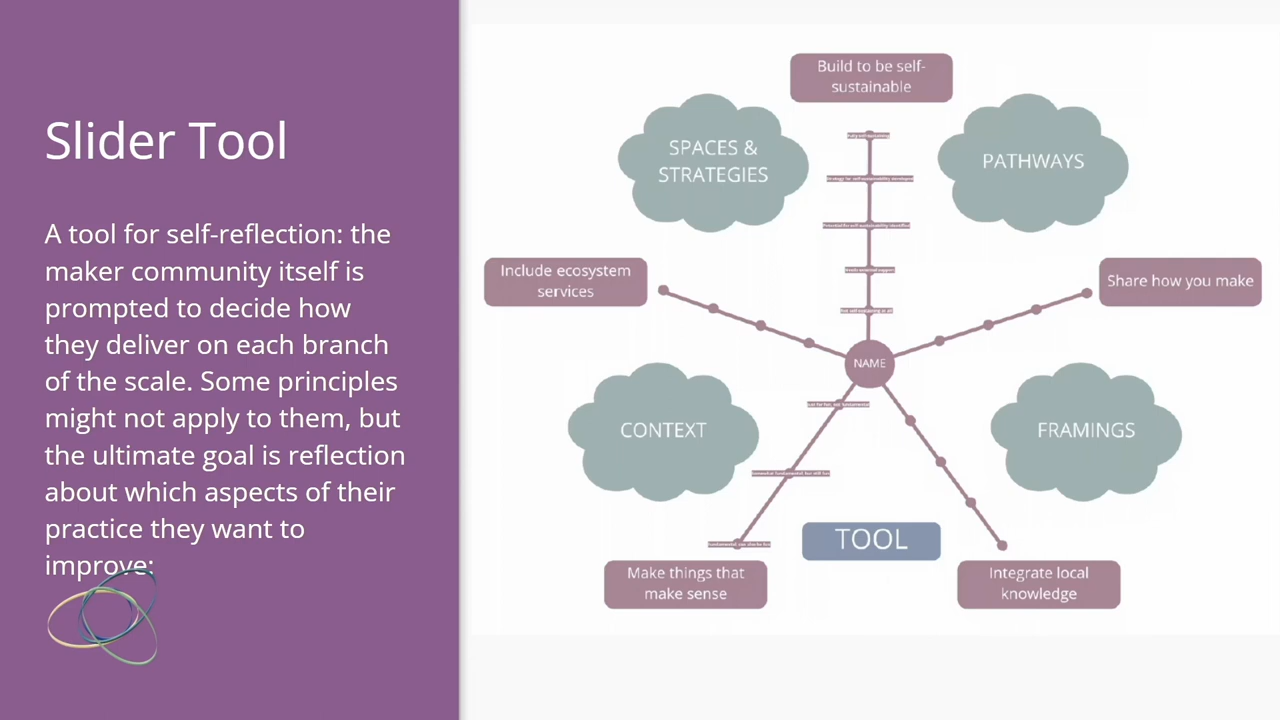 Slider Tool
A tool for self-reflection: the
maker community itself is
prompted to decide how
they deliver on each branch
of the scale. Some principles
might not apply to them, but
the ultimate goal is reflection
about which aspects of their
practice they want to
improve:
Build to be self-
sustainable
SPACES &
STRATEGIES
PATHWAYS
Include ecosystem
services
Share how you make
NAME
CONTEXT
FRAMINGS
TOOL
Make things that
make sense
Integrate local
knowledge